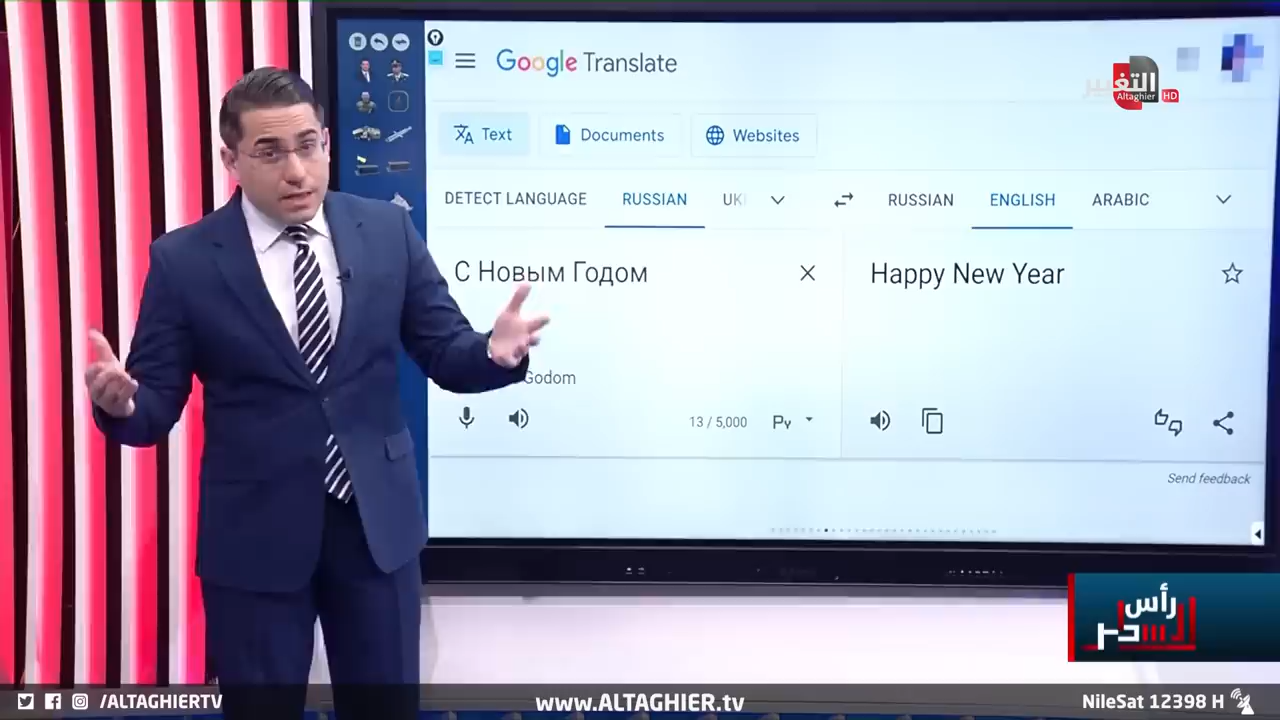 Google Translate
التغيير
Altaghier HD
Text
Documents
Websites
DETECT LANGUAGE
RUSSIAN
RUSSIAN
ENGLISH
ARABIC
С Новым Годом
Happy New Year
Godom
13 / 5,000
Ру
Send feedback
رأس
السطر
/ALTAGHIERTV
www.ALTAGHIER.tv
NileSat 12398 H